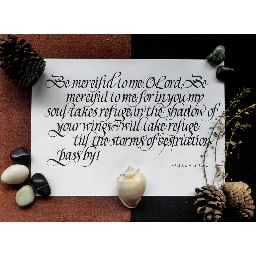 Be merciful to me, O Lord, Be
merciful to me, for in you my
soul takes refuge in the shadow of
your wings. I will take refuge
till the storms of destruction
pass by!